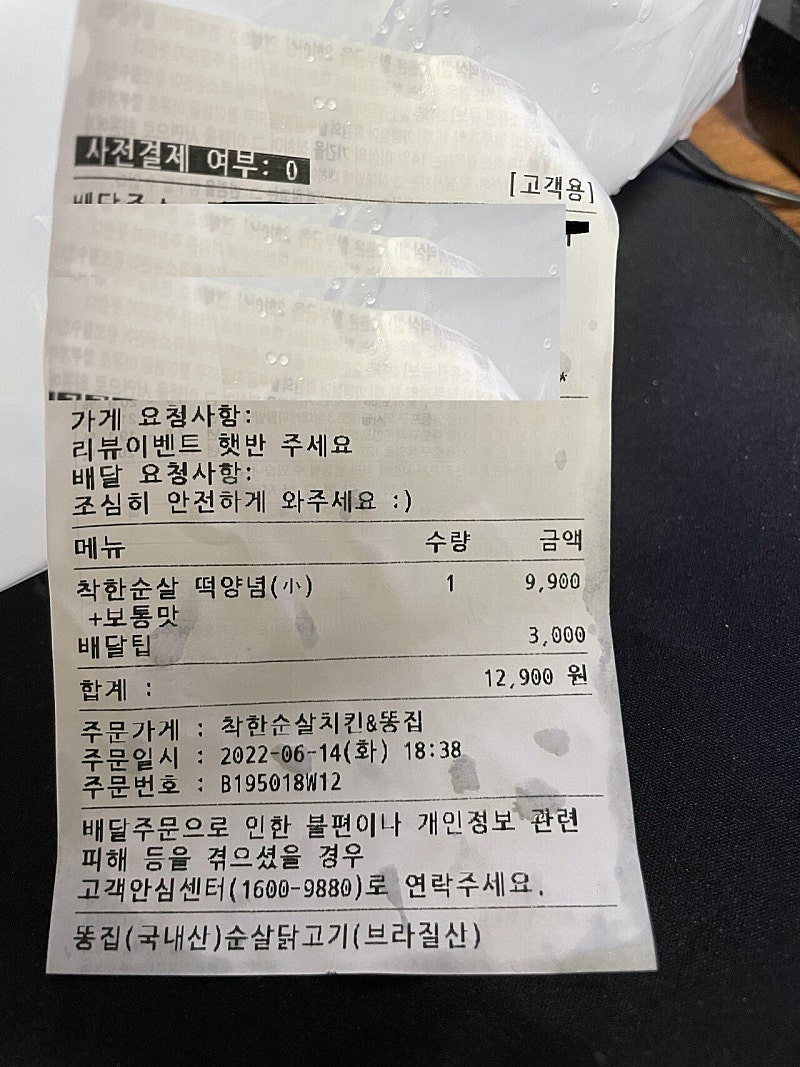 사전결제 여부: O
[고객용]
배달주소
가게 요청사항:
리뷰이벤트 햇반 주세요
배달 요청사항:
조심히 안전하게 와주세요 :)
메뉴 수량 금액
착한순살 떡양념(小) 1 9,900
+보통맛
배달팁 3,000
합계 : 12,900 원
주문가게 : 착한순살치킨&똥집
주문일시 : 2022-06-14(화) 18:38
주문번호 : B195018W12
배달주문으로 인한 불편이나 개인정보 관련
피해 등을 겪으셨을 경우
고객안심센터(1600-9880)로 연락주세요.
똥집(국내산)순살닭고기(브라질산)